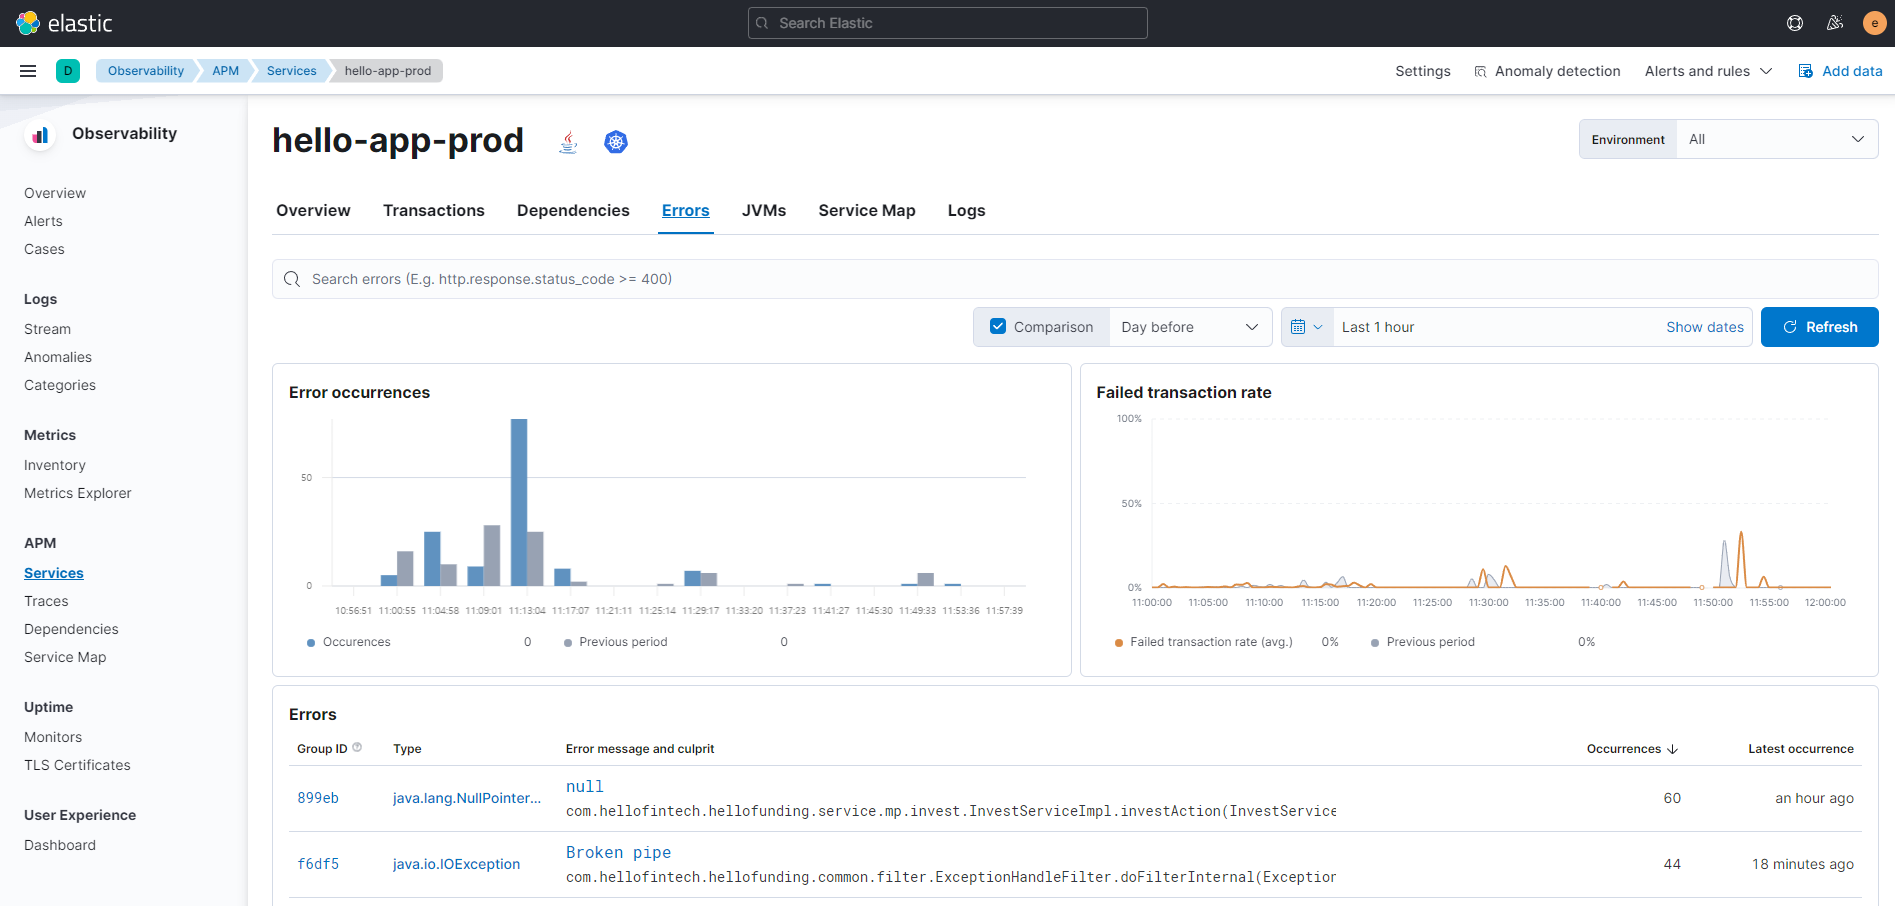 elastic
Search Elastic
e
D
Observability
APM
Services
hello-app-prod
Settings
Anomaly detection
Alerts and rules
Add data
Observability
Overview
Alerts
Cases
Logs
Stream
Anomalies
Categories
Metrics
Inventory
Metrics Explorer
APM
Services
Traces
Dependencies
Service Map
Uptime
Monitors
TLS Certificates
User Experience
Dashboard
hello-app-prod
Environment
All
Overview
Transactions
Dependencies
Errors
JVMs
Service Map
Logs
Search errors (E.g. http.response.status_code >= 400)
Comparison
Day before
Last 1 hour
Show dates
Refresh
Error occurrences
50
0
10:56:51 11:00:55 11:04:58 11:09:01 11:13:04 11:17:07 11:21:11 11:25:14 11:29:17 11:33:20 11:37:23 11:41:27 11:45:30 11:49:33 11:53:36 11:57:39
Occurences 0 Previous period 0
Failed transaction rate
100%
50%
0%
11:00:00 11:05:00 11:10:00 11:15:00 11:20:00 11:25:00 11:30:00 11:35:00 11:40:00 11:45:00 11:50:00 11:55:00 12:00:00
Failed transaction rate (avg.) 0% Previous period 0%
Errors
Group ID Type Error message and culprit Occurrences Latest occurrence
null
899eb java.lang.NullPointer... 60 an hour ago
com.hellofintech.hellofunding.service.mp.invest.InvestServiceImpl.investAction(InvestService
Broken pipe
f6df5 java.io.IOException 44 18 minutes ago
com.hellofintech.hellofunding.common.filter.ExceptionHandleFilter.doFilterInternal(Exception